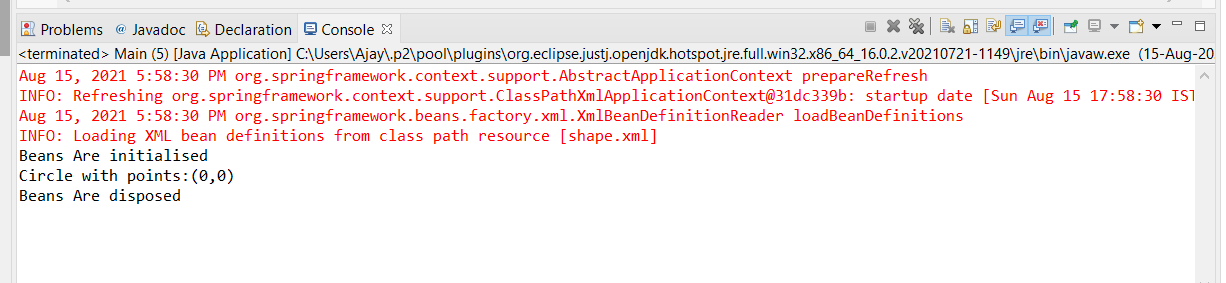 Problems @ Javadoc Declaration Console
<terminated> Main (5) [Java Application] C:\Users\Ajay\.p2\pool\plugins\org.eclipse.justj.openjdk.hotspot.jre.full.win32.x86_64_16.0.2.v20210721-1149\jre\bin\javaw.exe (15-Aug-20
Aug 15, 2021 5:58:30 PM org.springframework.context.support.AbstractApplicationContext prepareRefresh
INFO: Refreshing org.springframework.context.support.ClassPathXmlApplicationContext@31dc339b: startup date [Sun Aug 15 17:58:30 IST
Aug 15, 2021 5:58:30 PM org.springframework.beans.factory.xml.XmlBeanDefinitionReader loadBeanDefinitions
INFO: Loading XML bean definitions from class path resource [shape.xml]
Beans Are initialised
Circle with points:(0,0)
Beans Are disposed